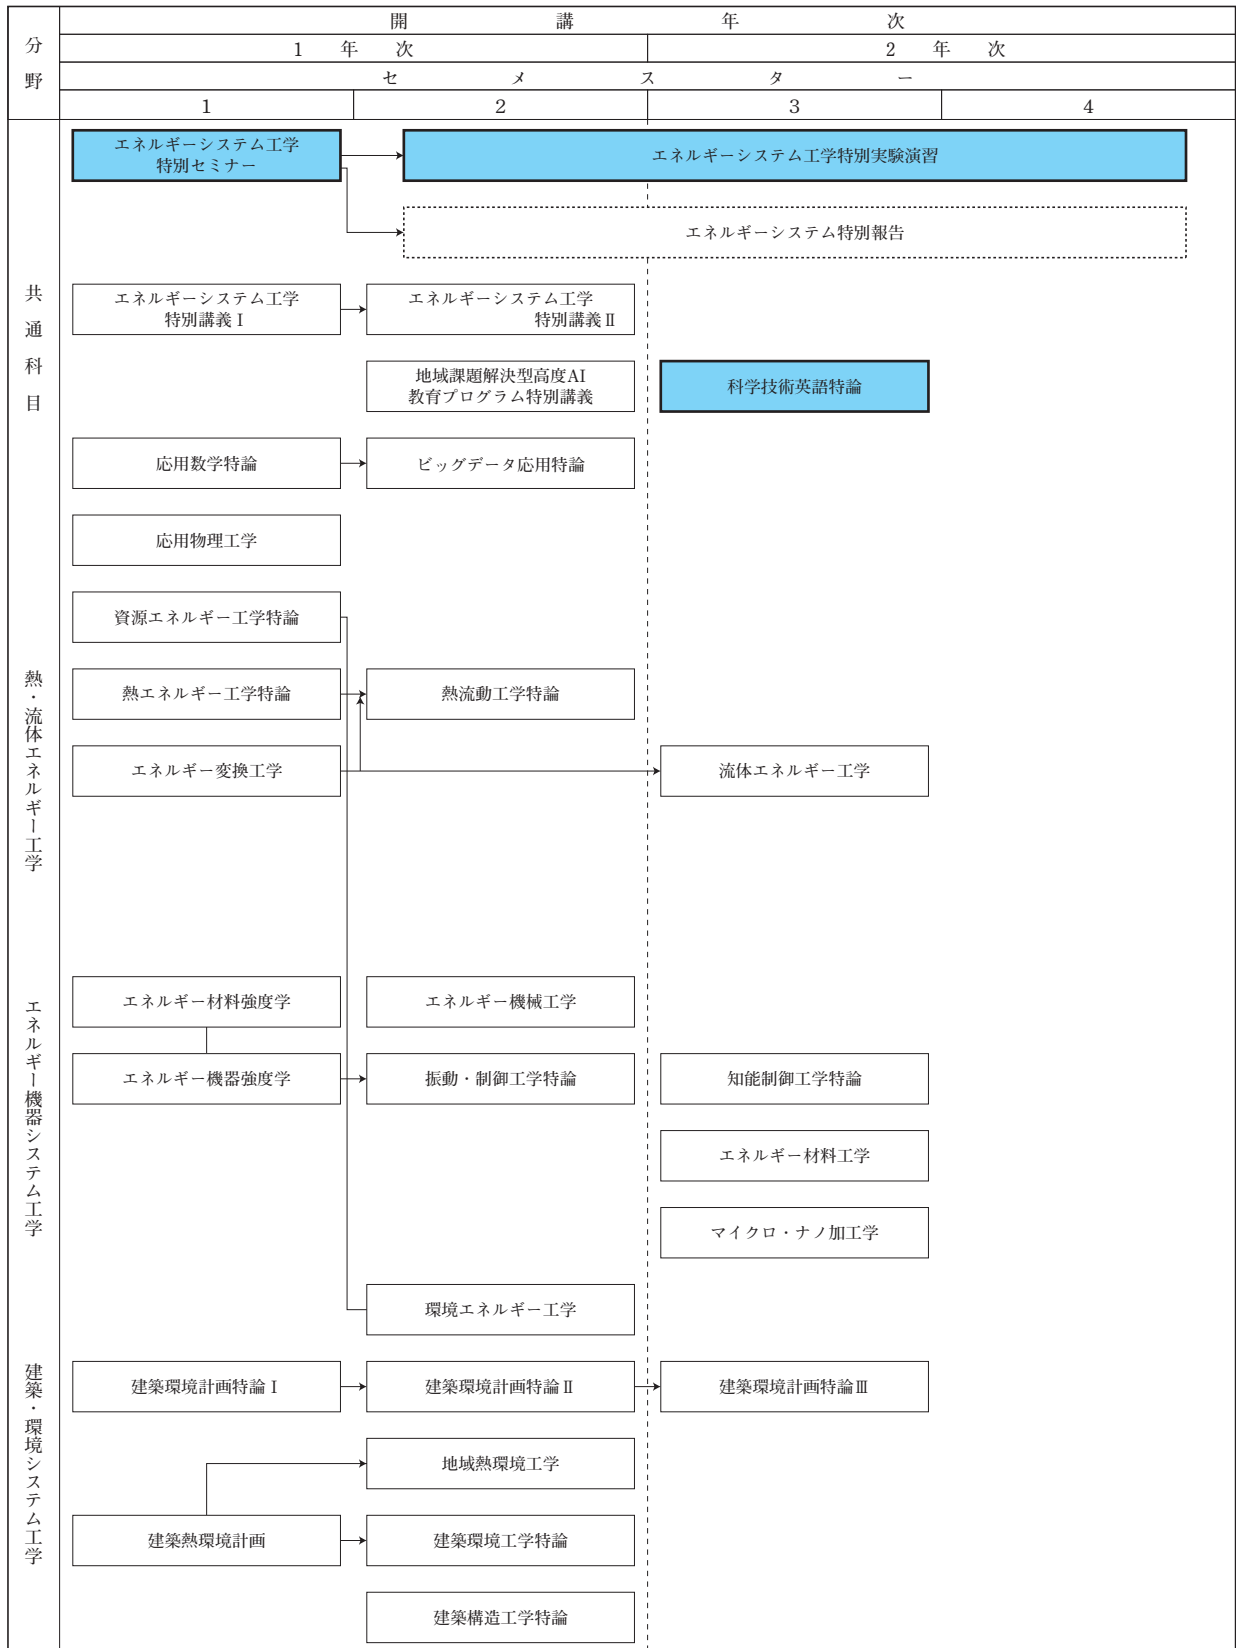 分野
開講年次
1年次
2年次
セメスター
1
2
3
4
共通科目
エネルギーシステム工学
特別セミナー
エネルギーシステム工学特別実験演習
エネルギーシステム特別報告
エネルギーシステム工学
特別講義Ⅰ
エネルギーシステム工学
特別講義Ⅱ
地域課題解決型高度AI
教育プログラム特別講義
科学技術英語特論
応用数学特論
ビッグデータ応用特論
応用物理工学
熱・流体エネルギー工学
資源エネルギー工学特論
熱エネルギー工学特論
熱流動工学特論
エネルギー変換工学
流体エネルギー工学
エネルギー機器システム工学
エネルギー材料強度学
エネルギー機械工学
エネルギー機器強度学
振動・制御工学特論
知能制御工学特論
エネルギー材料工学
マイクロ・ナノ加工学
環境エネルギー工学
建築・環境システム工学
建築環境計画特論Ⅰ
建築環境計画特論Ⅱ
建築環境計画特論Ⅲ
地域熱環境工学
建築熱環境計画
建築環境工学特論
建築構造工学特論